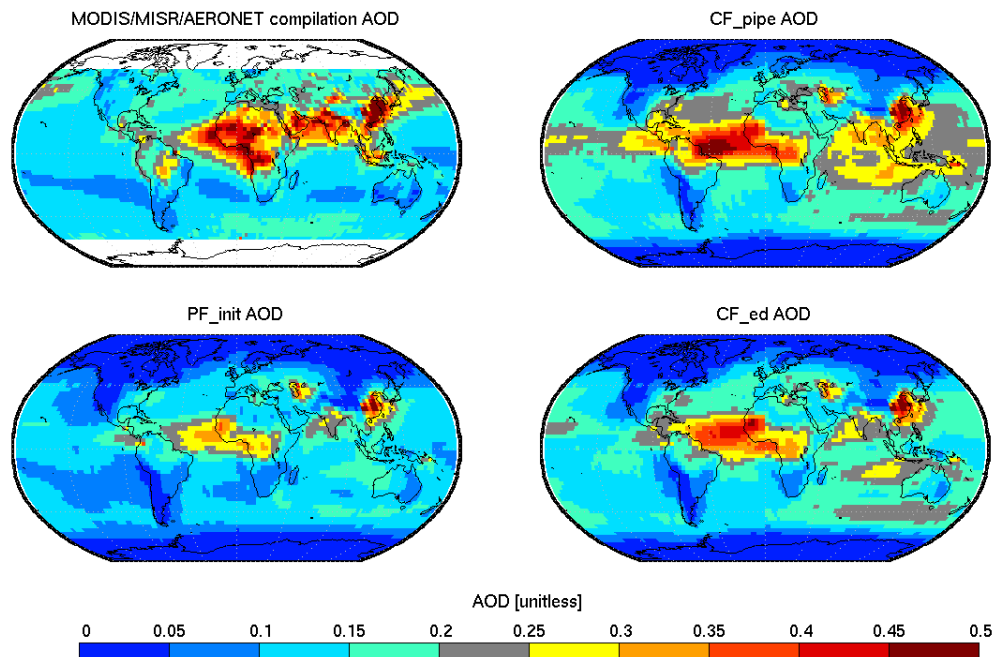 MODIS/MISR/AERONET compilation AOD
CF_pipe AOD
PF_init AOD
CF_ed AOD
AOD [unitless]
0 0.05 0.1 0.15 0.2 0.25 0.3 0.35 0.4 0.45 0.5